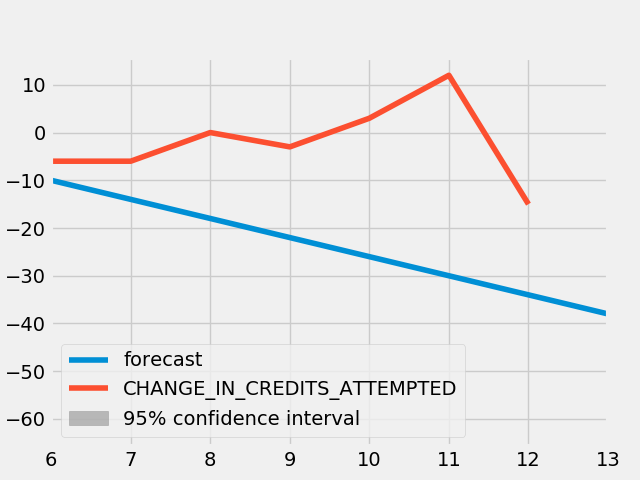 10
0
−10
−20
−30
−40
−50
−60
forecast
CHANGE_IN_CREDITS_ATTEMPTED
95% confidence interval
6 7 8 9 10 11 12 13